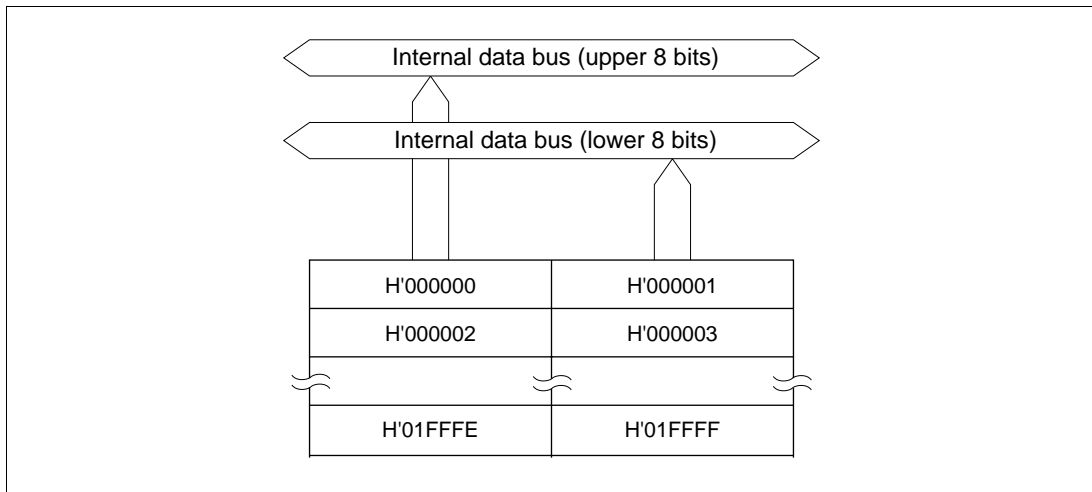 Internal data bus (upper 8 bits)
Internal data bus (lower 8 bits)
H'000000 H'000001
H'000002 H'000003
H'01FFFE H'01FFFF